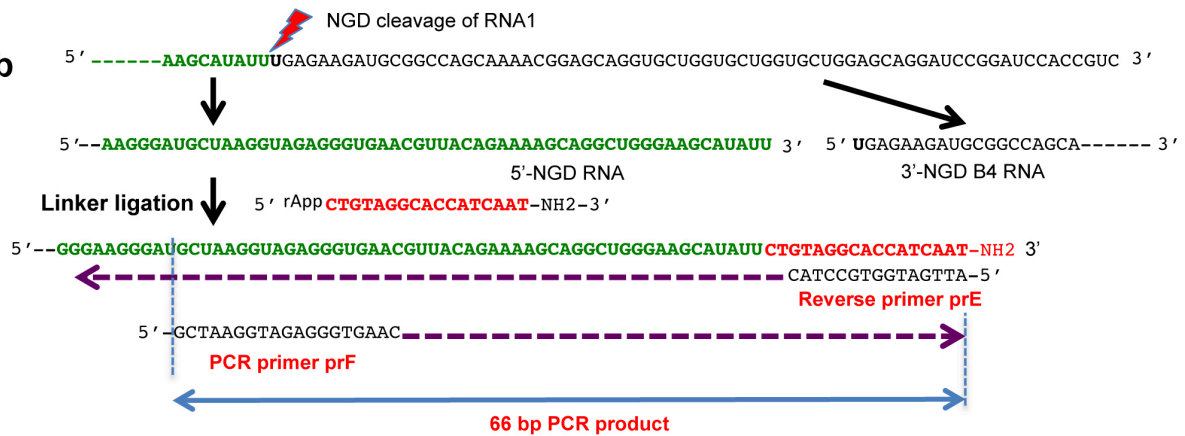 NGD cleavage of RNA1
b
5′ ------AAGCAUAUUUGAGAAGAUGCGGCCAGCAAAACGGAGCAGGUGCUGGUGCUGGUGCUGGAGCAGGAUCCGGAUCCACCGUC 3′
5′--AAGGGAUGCUAAGGUAGAGGGUGAACGUUACAGAAAAGCAGGCUGGGAAGCAUAUU 3′ 5′ UGAGAAGAUGCGGCCAGCA------ 3′
5’-NGD RNA 3’-NGD B4 RNA
Linker ligation 5′ rAppCTGTAGGCACCATCAAT-NH2-3′
5′--GGGAAGGGAUGCUAAGGUAGAGGGUGAACGUUACAGAAAAGCAGGCUGGGAAGCAUAUUCTGTAGGCACCATCAAT-NH2 3’
CATCCGTGGTAGTTA-5′
Reverse primer prE
5′-GCTAAGGTAGAGGGTGAAC
PCR primer prF
66 bp PCR product